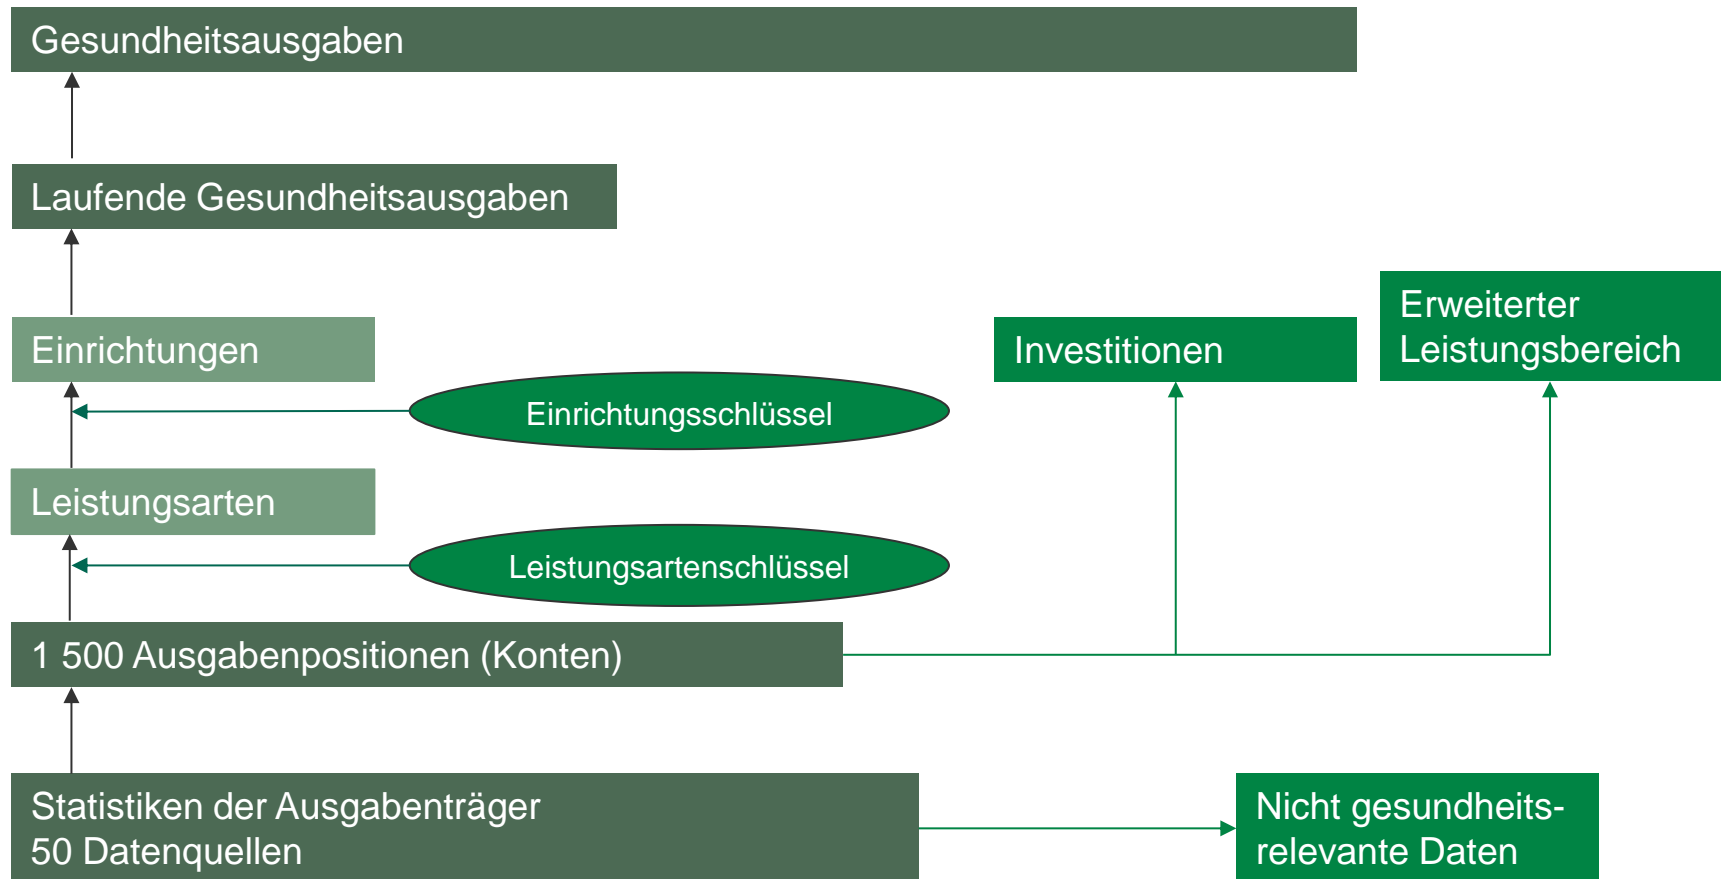 Gesundheitsausgaben
Laufende Gesundheitsausgaben
Einrichtungen
Investitionen
Erweiterter
Leistungsbereich
Einrichtungsschlüssel
Leistungsarten
Leistungsartenschlüssel
1 500 Ausgabenpositionen (Konten)
Statistiken der Ausgabenträger
50 Datenquellen
Nicht gesundheits-
relevante Daten